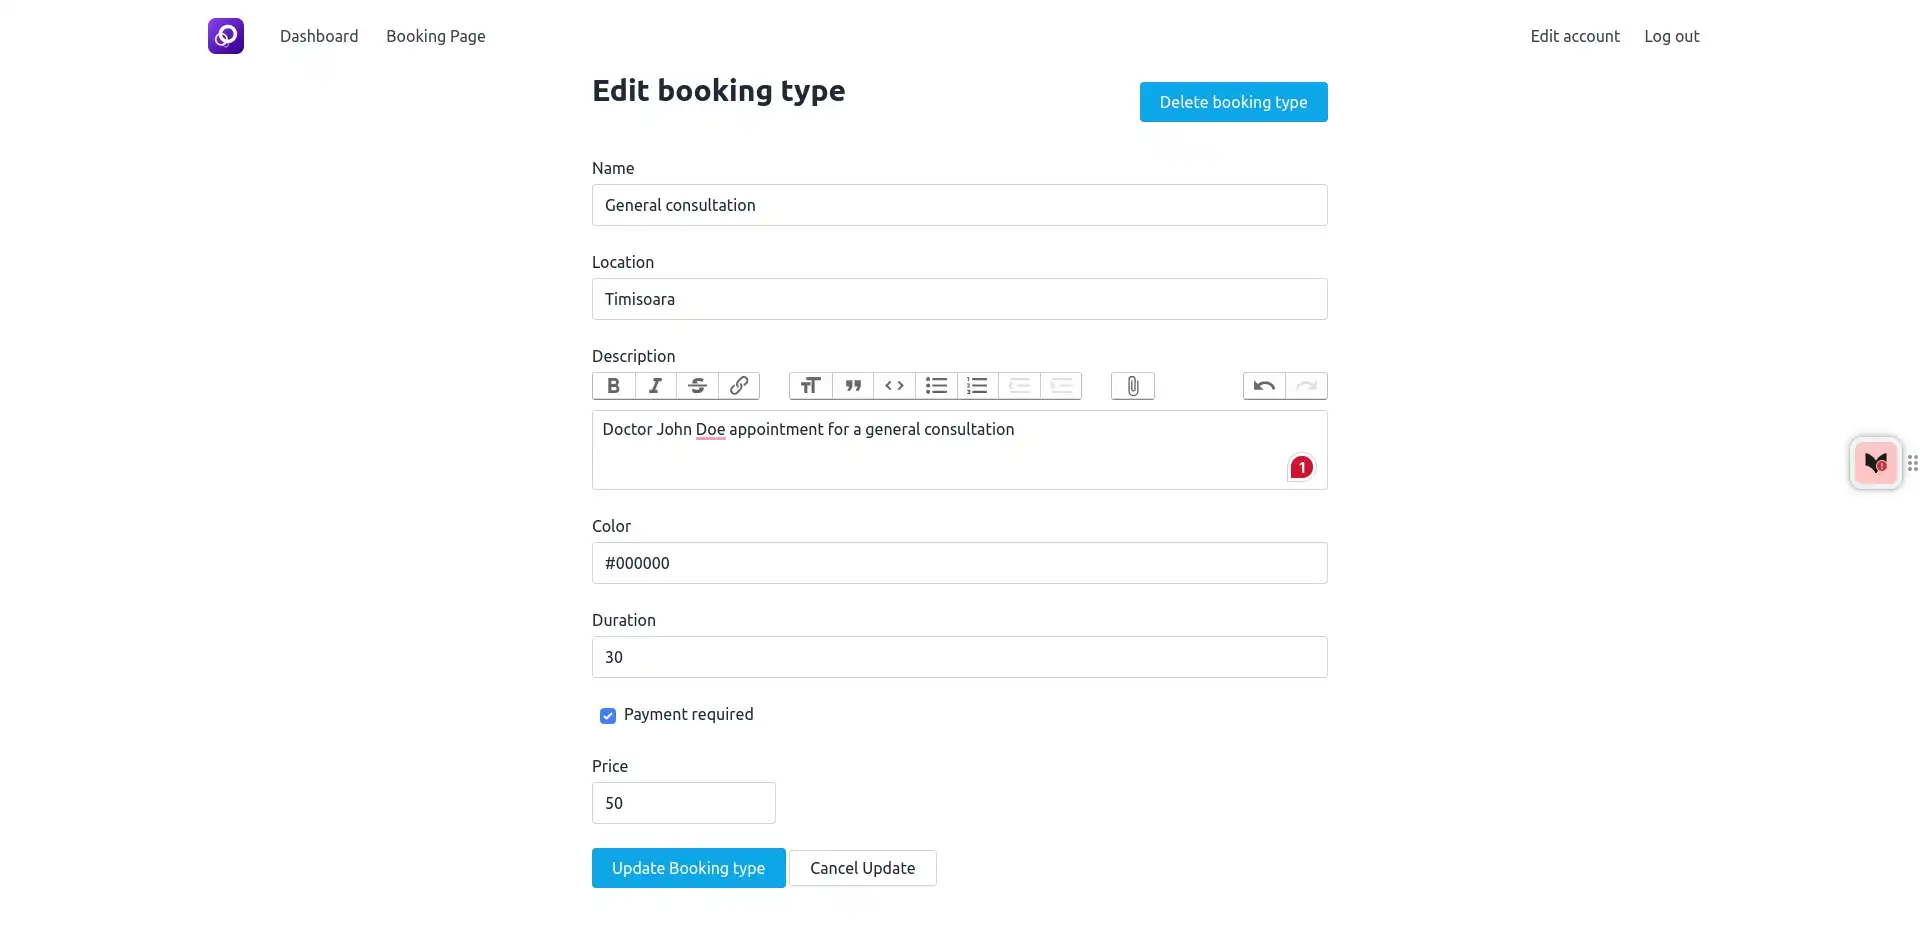 Dashboard Booking Page Edit account Log out
Edit booking type
Delete booking type
Name
General consultation
Location
Timisoara
Description
Doctor John Doe appointment for a general consultation
1
Color
#000000
Duration
30
Payment required
Price
50
Update Booking type Cancel Update